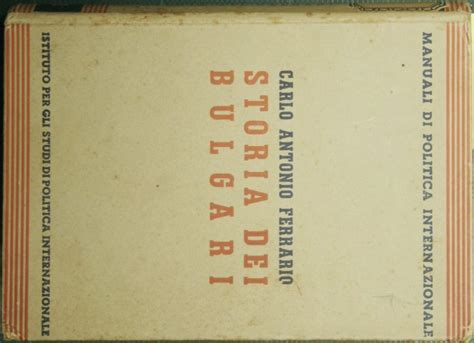 MANUALI DI POLITICA INTERNAZIONALE
CARLO ANTONIO FERRARIO
STORIA DEI
BULGARI
ISTITUTO PER GLI STUDI DI POLITICA INTERNAZIONALE